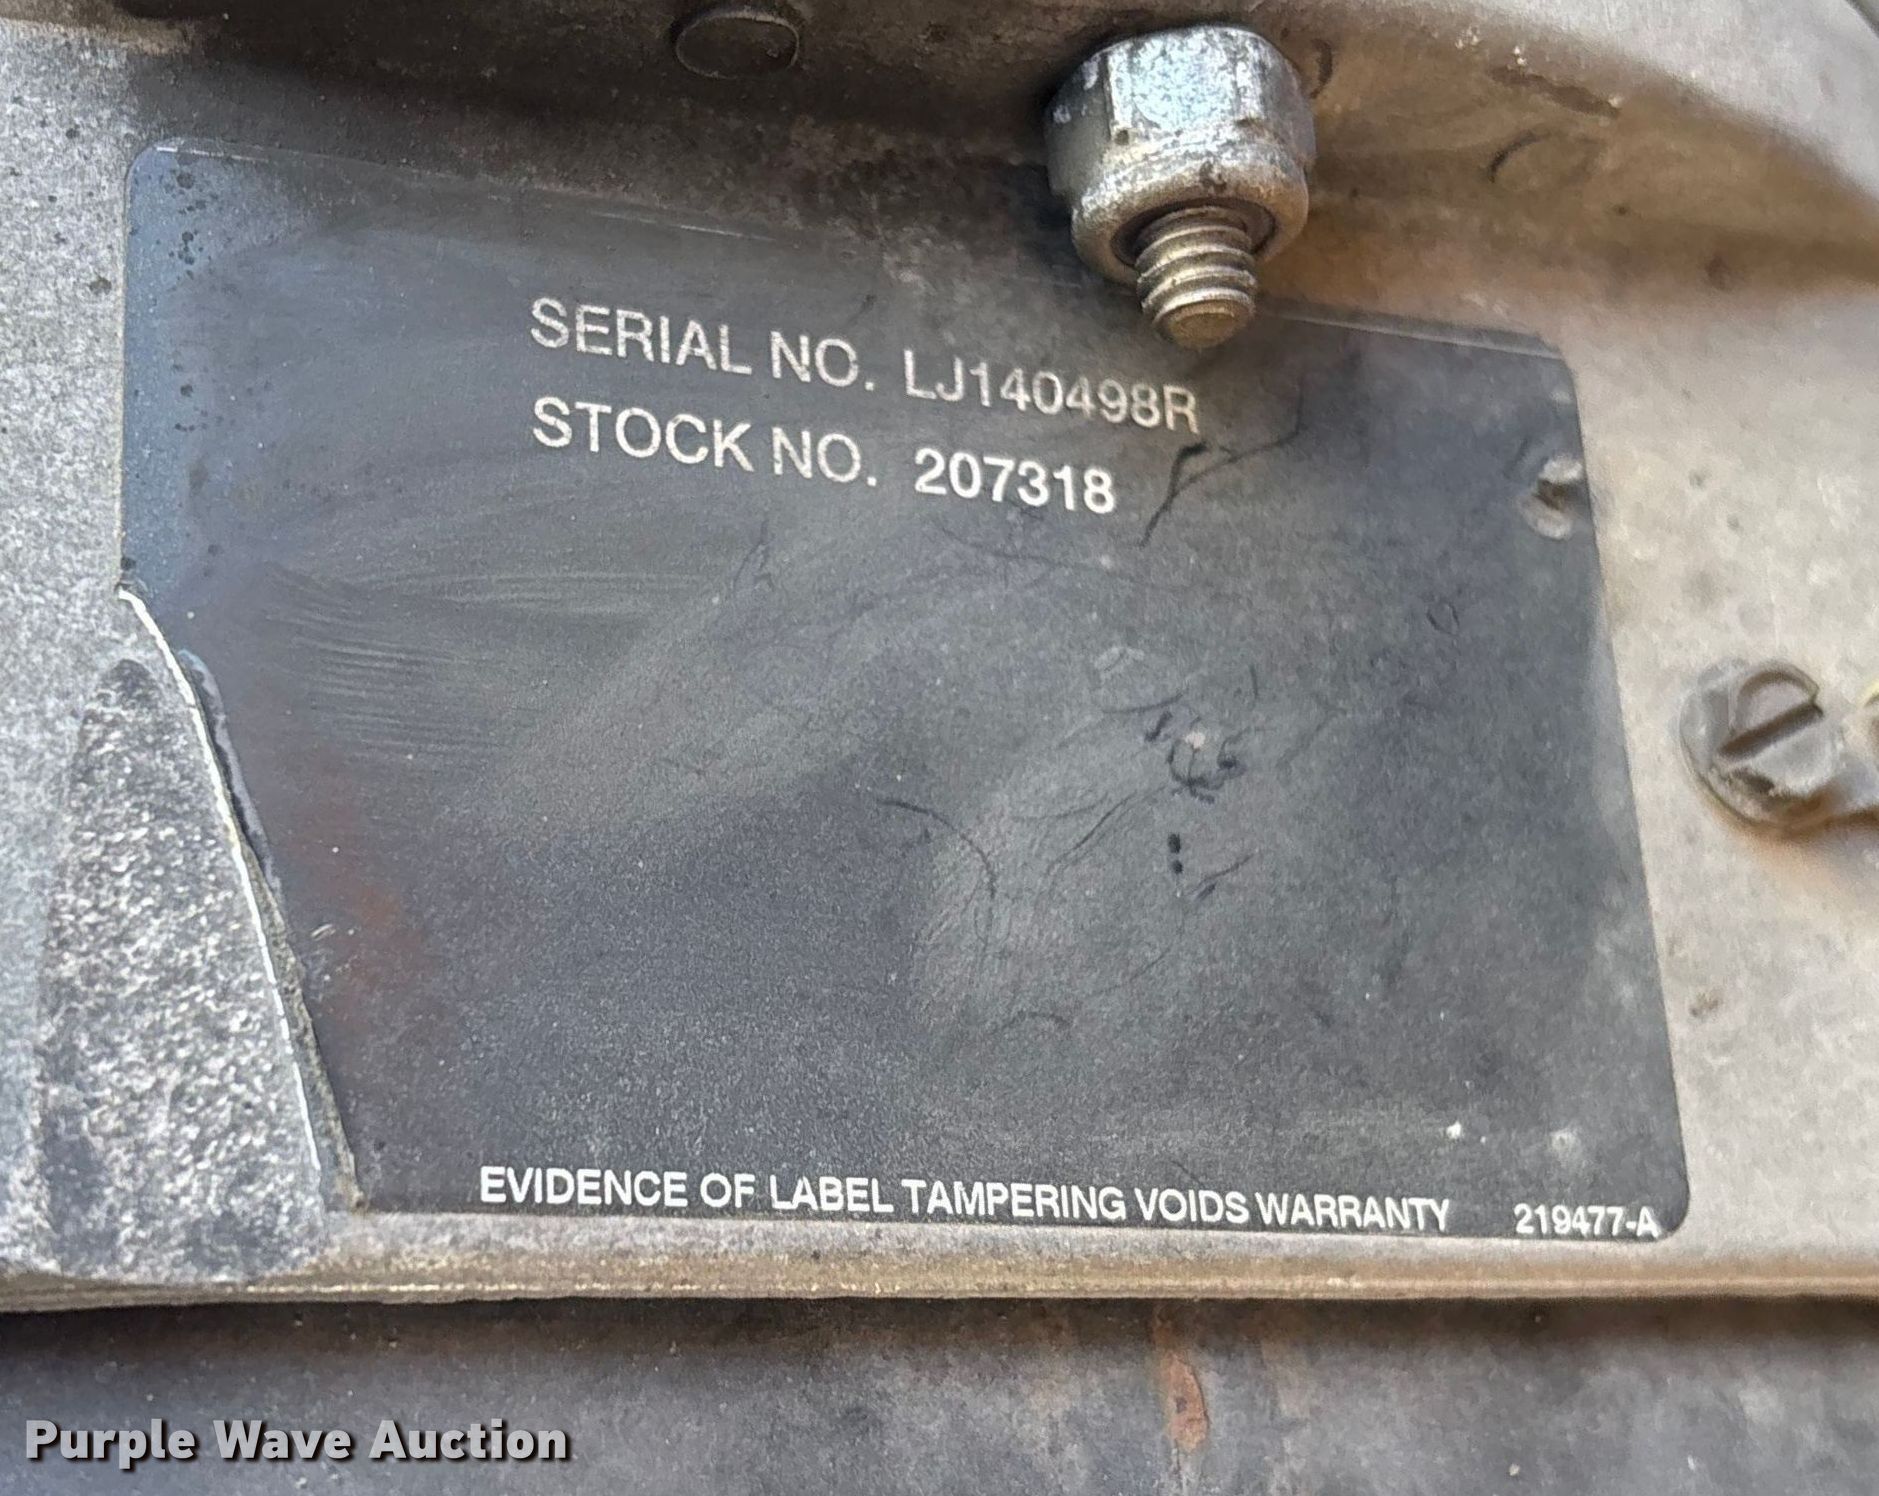 SERIAL NO. LJ140498R
STOCK NO. 207318
EVIDENCE OF LABEL TAMPERING VOIDS WARRANTY 219477-A
Purple Wave Auction